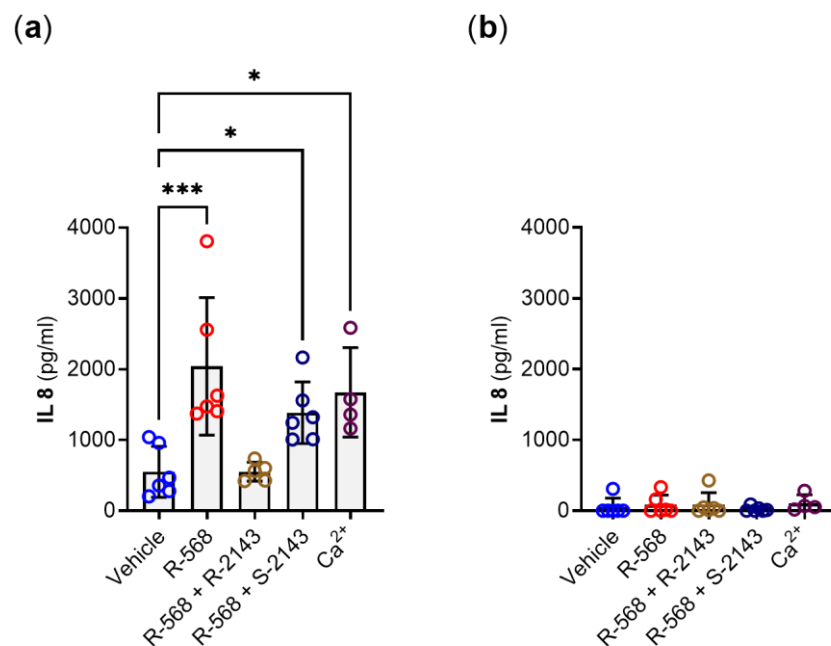 (a)
*
*
***
4000
3000
2000
1000
0
IL 8 (pg/ml)
Vehicle
R-568
R-568 + R-2143
R-568 + S-2143
Ca²⁺
(b)
4000
3000
2000
1000
0
IL 8 (pg/ml)
Vehicle
R-568
R-568 + R-2143
R-568 + S-2143
Ca²⁺